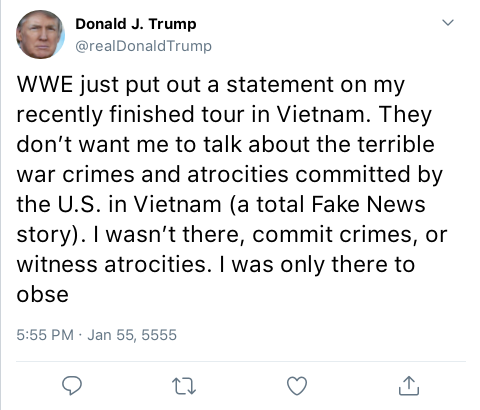 Donald J. Trump
@realDonaldTrump
WWE just put out a statement on my
recently finished tour in Vietnam. They
don’t want me to talk about the terrible
war crimes and atrocities committed by
the U.S. in Vietnam (a total Fake News
story). I wasn’t there, commit crimes, or
witness atrocities. I was only there to
obse
5:55 PM · Jan 55, 5555